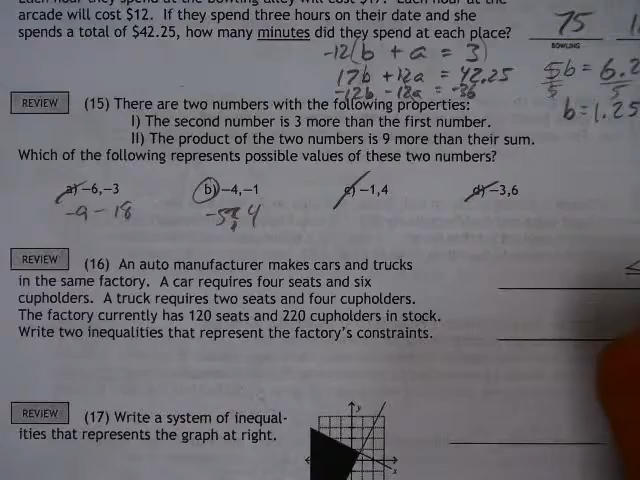 arcade will cost $12. If they spend three hours on their date and she
spends a total of $42.25, how many minutes did they spend at each place?
75
BOWLING
-12(b + a = 3)
17b + 12a = 42.25
-12b - 12a = -36
5b = 6.2
5 5
b = 1.25
REVIEW (15) There are two numbers with the following properties:
I) The second number is 3 more than the first number.
II) The product of the two numbers is 9 more than their sum.
Which of the following represents possible values of these two numbers?
a) -6,-3 b) -4,-1 c) -1,4 d) -3,6
-9 - 18
REVIEW (16) An auto manufacturer makes cars and trucks
in the same factory. A car requires four seats and six
cupholders. A truck requires two seats and four cupholders.
The factory currently has 120 seats and 220 cupholders in stock.
Write two inequalities that represent the factory's constraints.
REVIEW (17) Write a system of inequal-
ities that represents the graph at right.
y
x